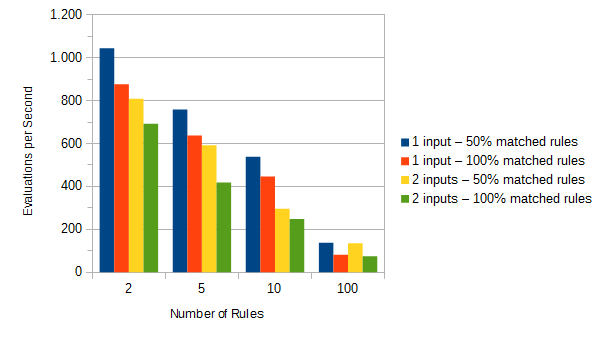 1.200
1.000
800
600
400
200
0
Evaluations per Second
2 5 10 100
Number of Rules
1 input – 50% matched rules
1 input – 100% matched rules
2 inputs – 50% matched rules
2 inputs – 100% matched rules